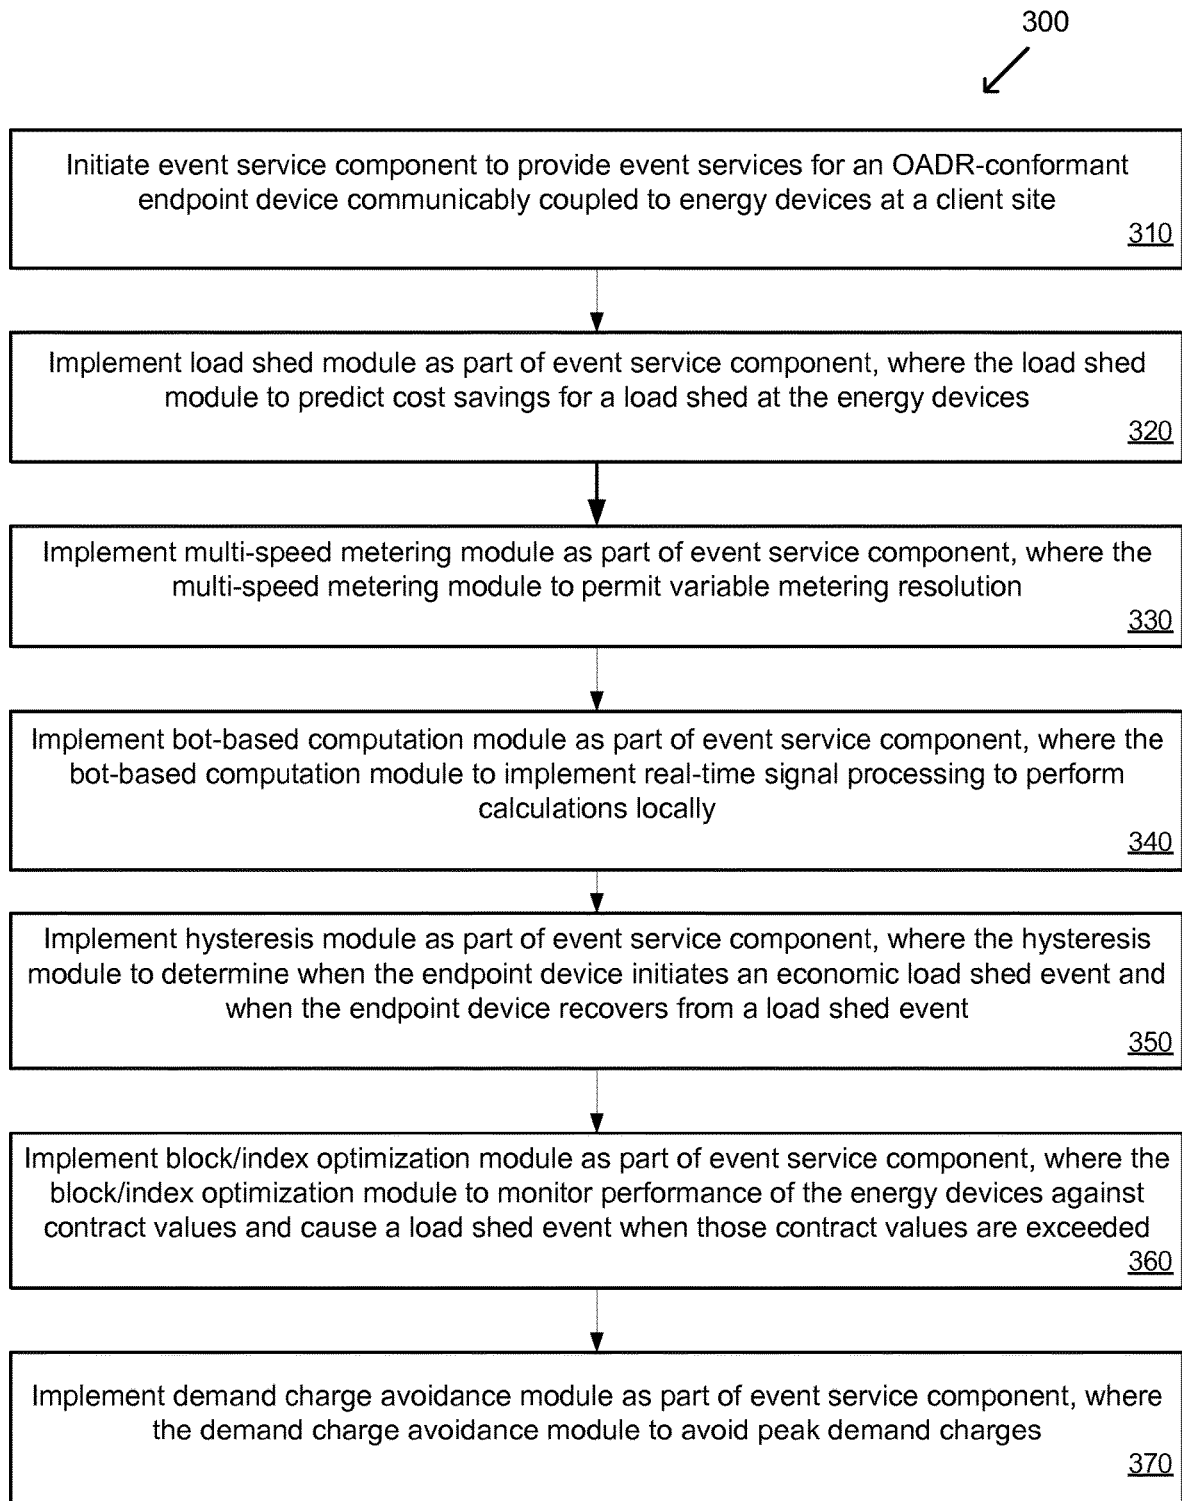 300
Initiate event service component to provide event services for an OADR-conformant
endpoint device communicably coupled to energy devices at a client site
310
Implement load shed module as part of event service component, where the load shed
module to predict cost savings for a load shed at the energy devices
320
Implement multi-speed metering module as part of event service component, where the
multi-speed metering module to permit variable metering resolution
330
Implement bot-based computation module as part of event service component, where the
bot-based computation module to implement real-time signal processing to perform
calculations locally
340
Implement hysteresis module as part of event service component, where the hysteresis
module to determine when the endpoint device initiates an economic load shed event and
when the endpoint device recovers from a load shed event
350
Implement block/index optimization module as part of event service component, where the
block/index optimization module to monitor performance of the energy devices against
contract values and cause a load shed event when those contract values are exceeded
360
Implement demand charge avoidance module as part of event service component, where
the demand charge avoidance module to avoid peak demand charges
370